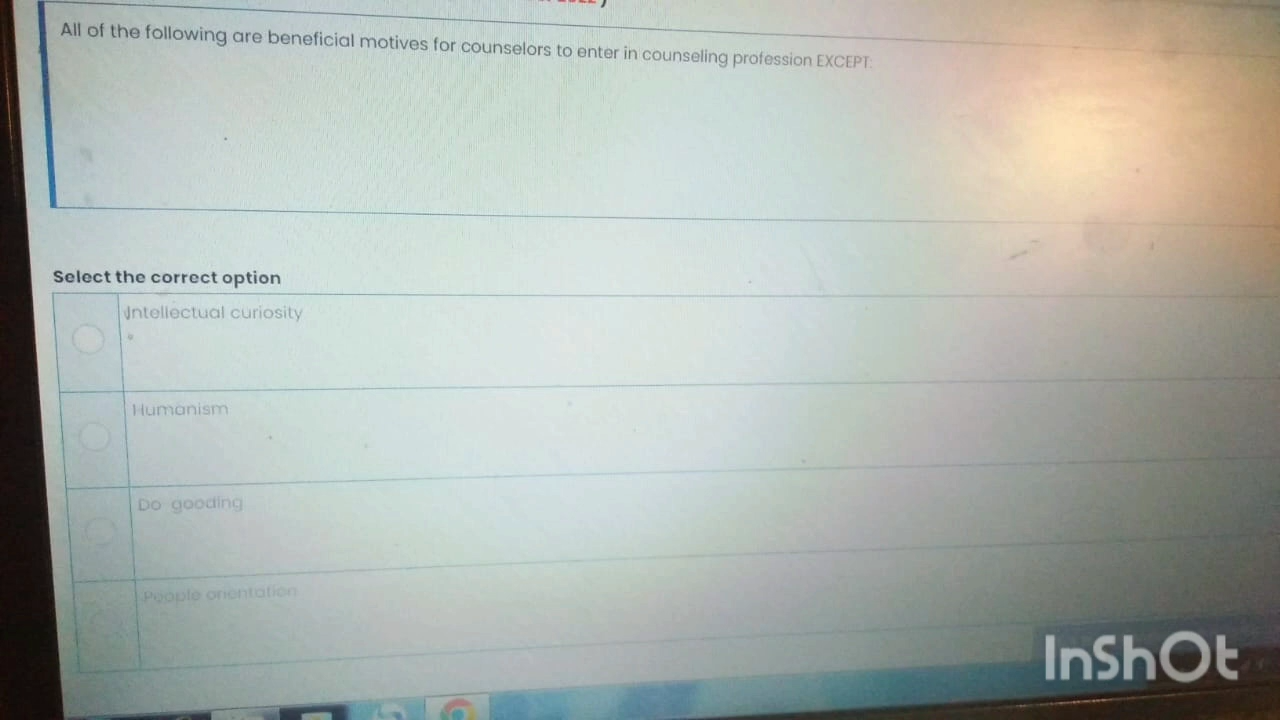 All of the following are beneficial motives for counselors to enter in counseling profession EXCEPT:
Select the correct option
Intellectual curiosity
Humanism
Do gooding
People orientation
InShOt